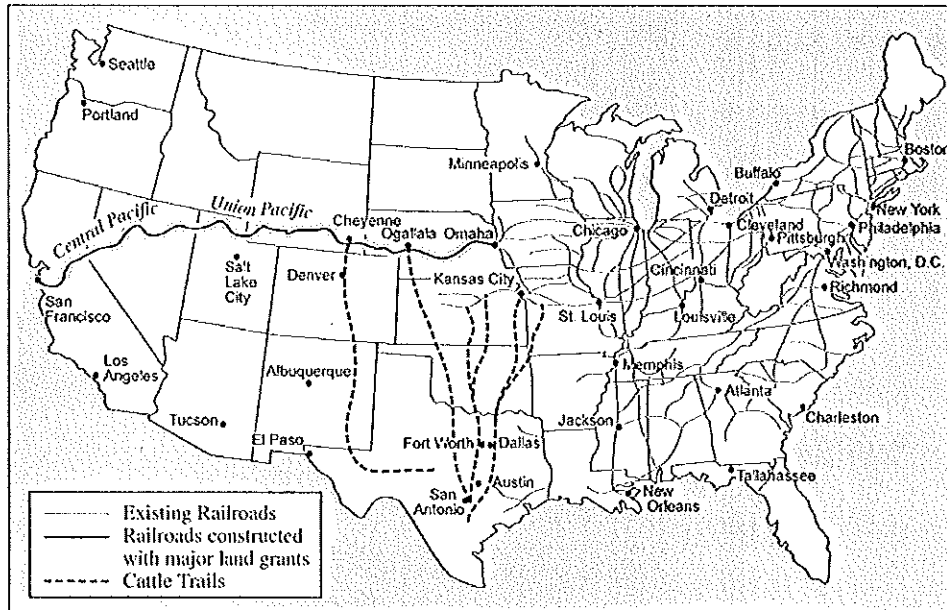 Seattle
Portland
Minneapolis
Boston
Buffalo
Detroit
New York
Central Pacific
Union Pacific
Cheyenne
Ogallala
Omaha
Chicago
Cleveland
Philadelphia
Pittsburgh
Washington, D.C.
Salt
Lake
City
Denver
Kansas City
Cincinnati
Richmond
San
Francisco
St. Louis
Louisville
Los
Angeles
Albuquerque
Memphis
Atlanta
Charleston
Tucson
El Paso
Fort Worth
Dallas
Jackson
Tallahassee
Austin
San
Antonio
New
Orleans
Existing Railroads
Railroads constructed
with major land grants
Cattle Trails